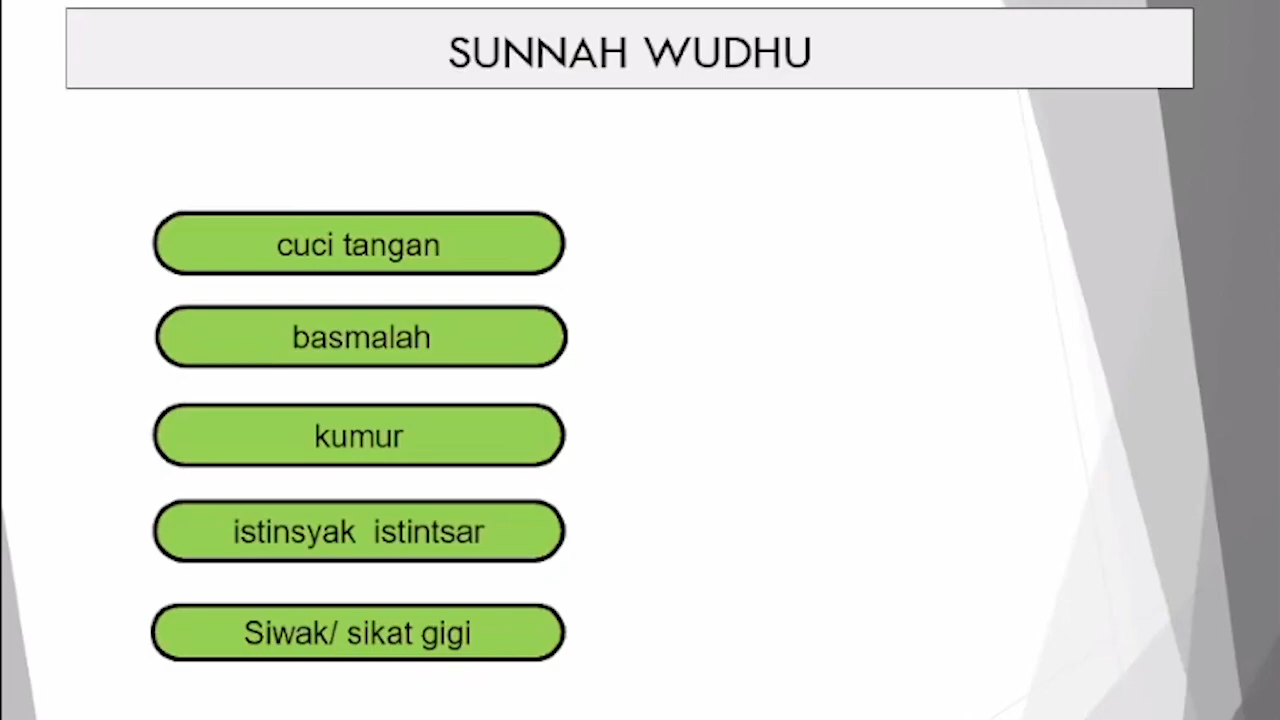 SUNNAH WUDHU
cuci tangan
basmalah
kumur
istinsyak istintsar
Siwak/ sikat gigi